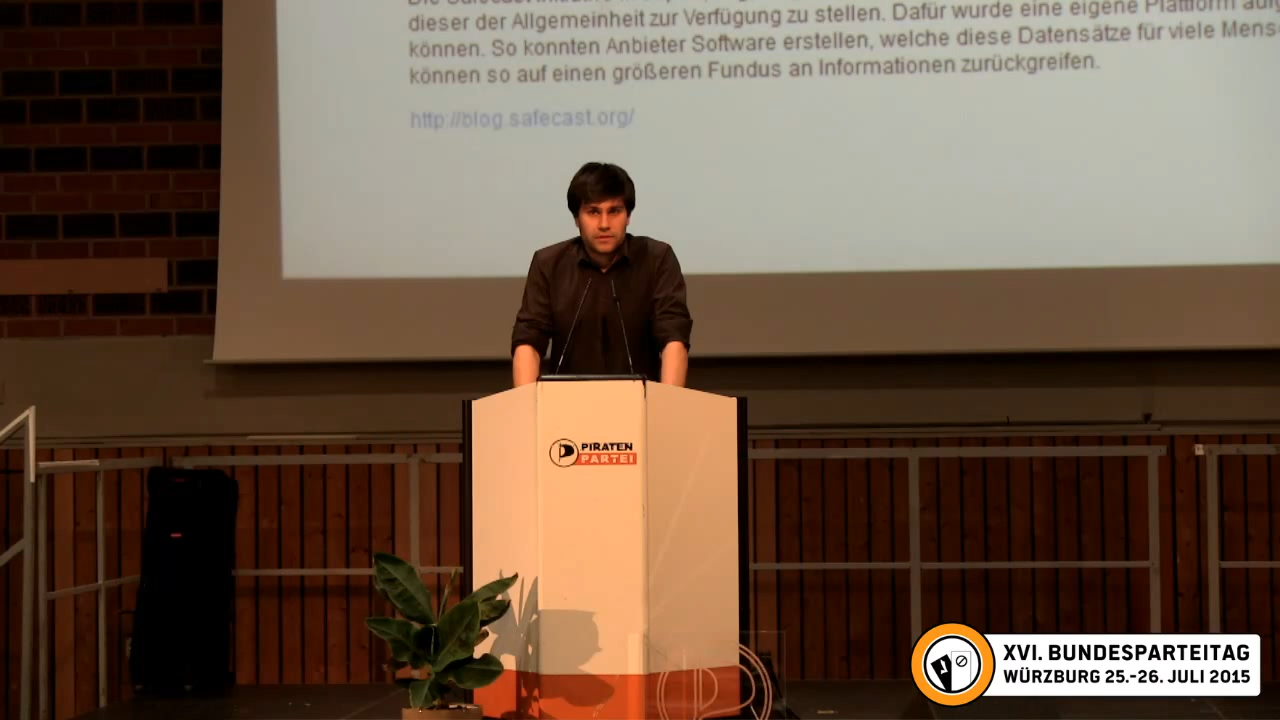 dieser der Allgemeinheit zur Verfügung zu stellen. Dafür wurde eine eigene Plattform
können. So konnten Anbieter Software erstellen, welche diese Datensätze für viele Mens
können so auf einen größeren Fundus an Informationen zurückgreifen.
http://blog.safecast.org/
PIRATEN
PARTEI
XVI. BUNDESPARTEITAG
WÜRZBURG 25.-26. JULI 2015